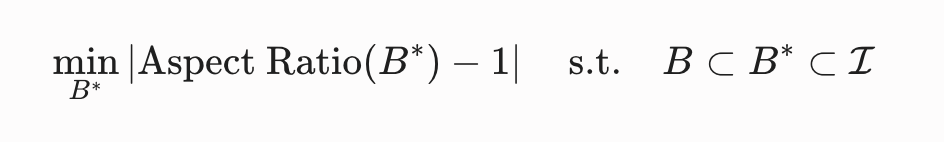 min |Aspect Ratio(B*) − 1| s.t. B ⊂ B* ⊂ ℐ
B*